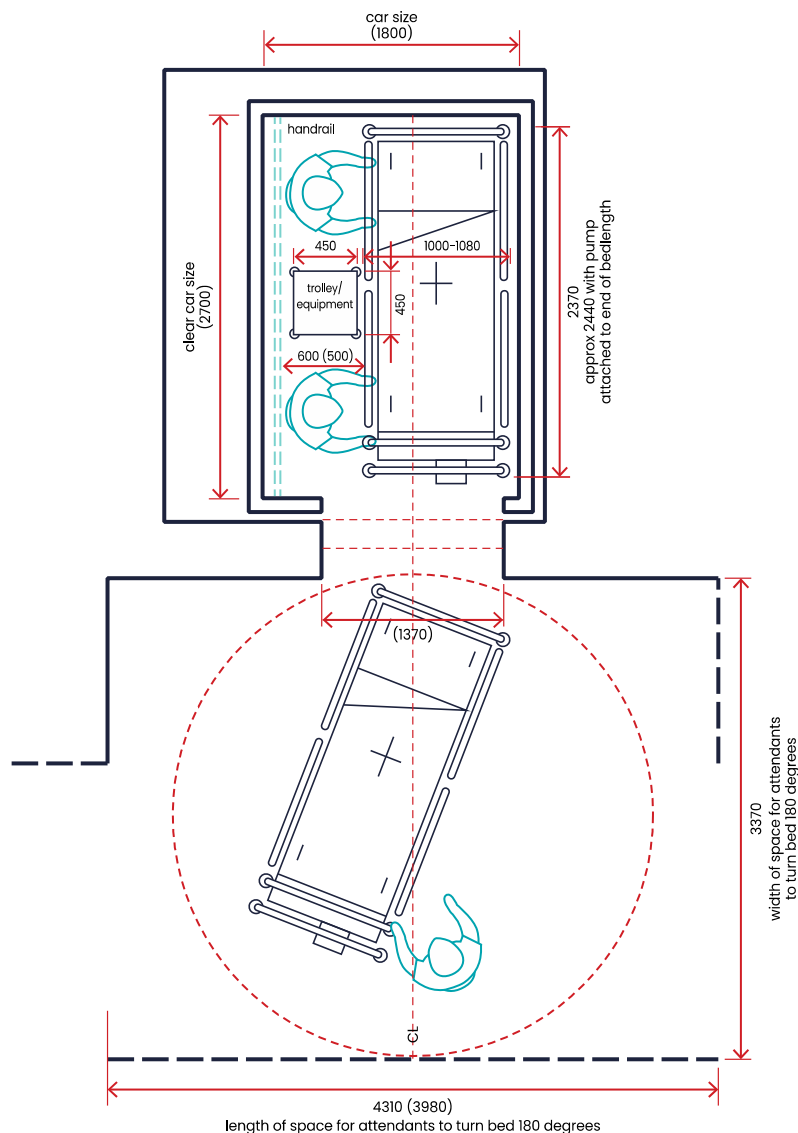 car size
(1800)
handrail
450
1000-1080
trolley/
equipment
450
600 (500)
clear car size
(2700)
2370
approx 2440 with pump
attached to end of bedlength
(1370)
3370
width of space for attendants
to turn bed 180 degrees
CL
4310 (3980)
length of space for attendants to turn bed 180 degrees